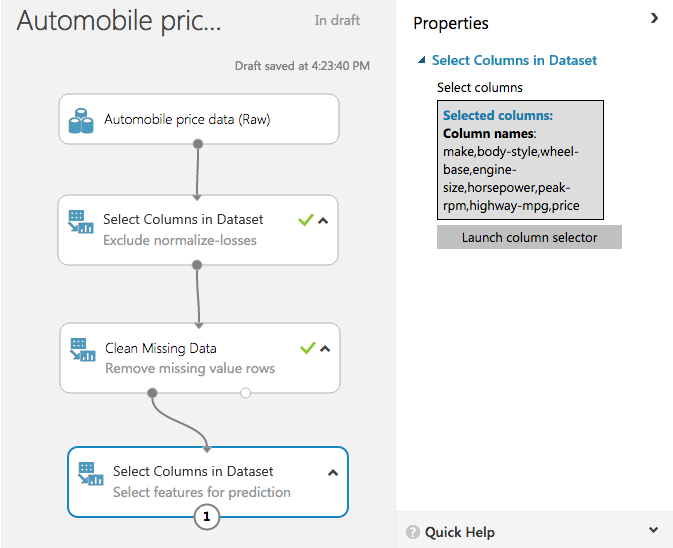 Automobile pric...
In draft
Draft saved at 4:23:40 PM
Automobile price data (Raw)
Select Columns in Dataset
Exclude normalize-losses
Clean Missing Data
Remove missing value rows
Select Columns in Dataset
Select features for prediction
1
Properties
Select Columns in Dataset
Select columns
Selected columns:
Column names:
make,body-style,wheel-
base,engine-
size,horsepower,peak-
rpm,highway-mpg,price
Launch column selector
? Quick Help